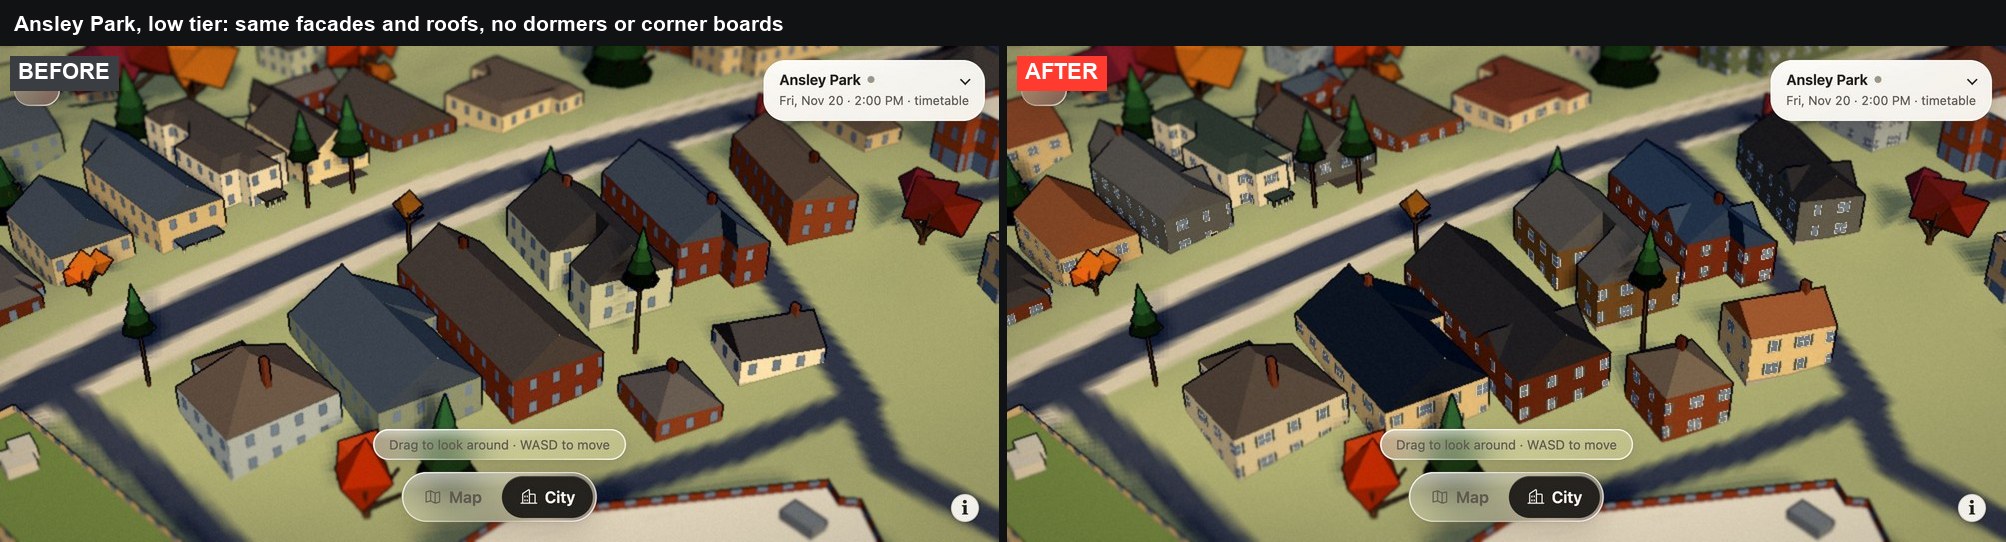 Ansley Park, low tier: same facades and roofs, no dormers or corner boards
BEFORE
Ansley Park
Fri, Nov 20 · 2:00 PM · timetable
Drag to look around · WASD to move
Map
City
i
AFTER
Ansley Park
Fri, Nov 20 · 2:00 PM · timetable
Drag to look around · WASD to move
Map
City
i